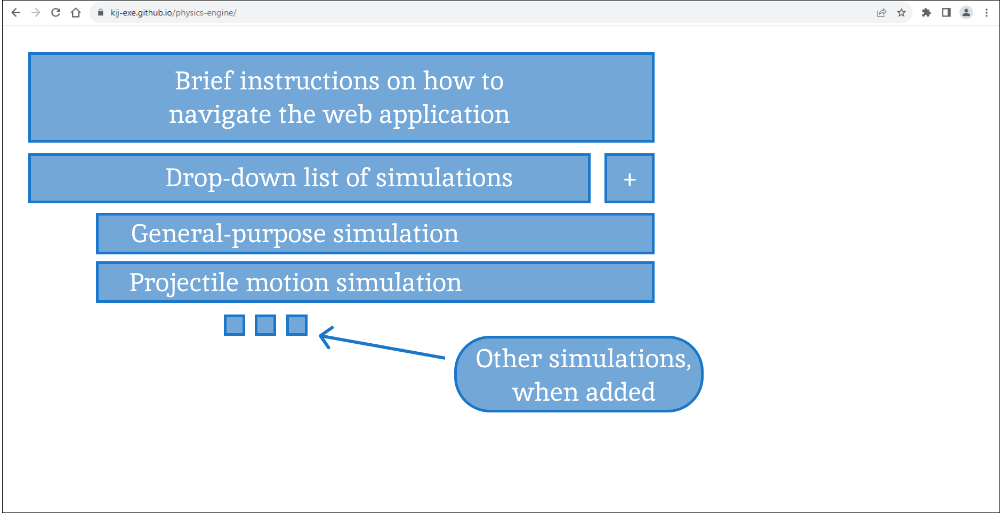 kij-exe.github.io/physics-engine/
Brief instructions on how to
navigate the web application
Drop-down list of simulations
+
General-purpose simulation
Projectile motion simulation
Other simulations,
when added